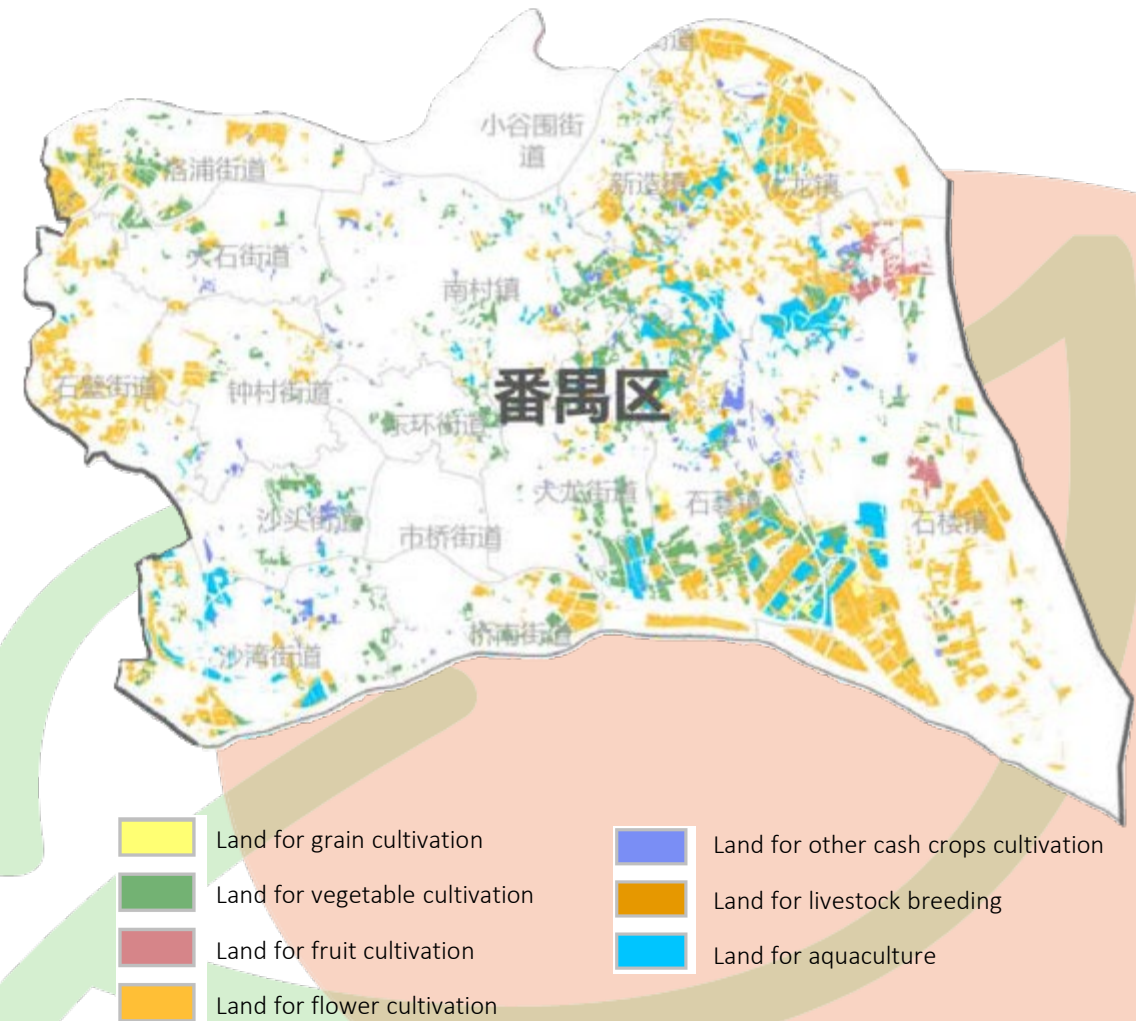 街道
小谷围街
道
洛浦街道
新造镇
化龙镇
大石街道
南村镇
石壁街道
钟村街道
番禺区
东环街道
大龙街道
石碁镇
沙头街道
市桥街道
石楼镇
桥南街道
沙湾街道
Land for grain cultivation
Land for vegetable cultivation
Land for fruit cultivation
Land for flower cultivation
Land for other cash crops cultivation
Land for livestock breeding
Land for aquaculture